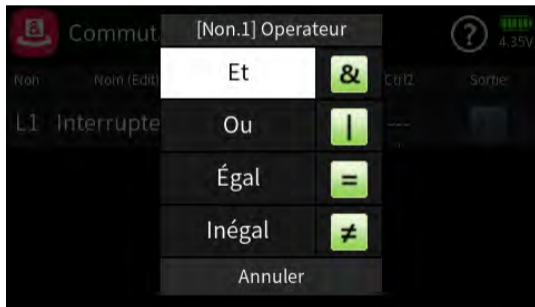 Commut
[Non.1] Operateur
?
4.35V
Non
Nom (Edit)
Ctrl2
Sortie
Et
&
L1
Interrupte
---
Ou
|
Égal
=
Inégal
≠
Annuler